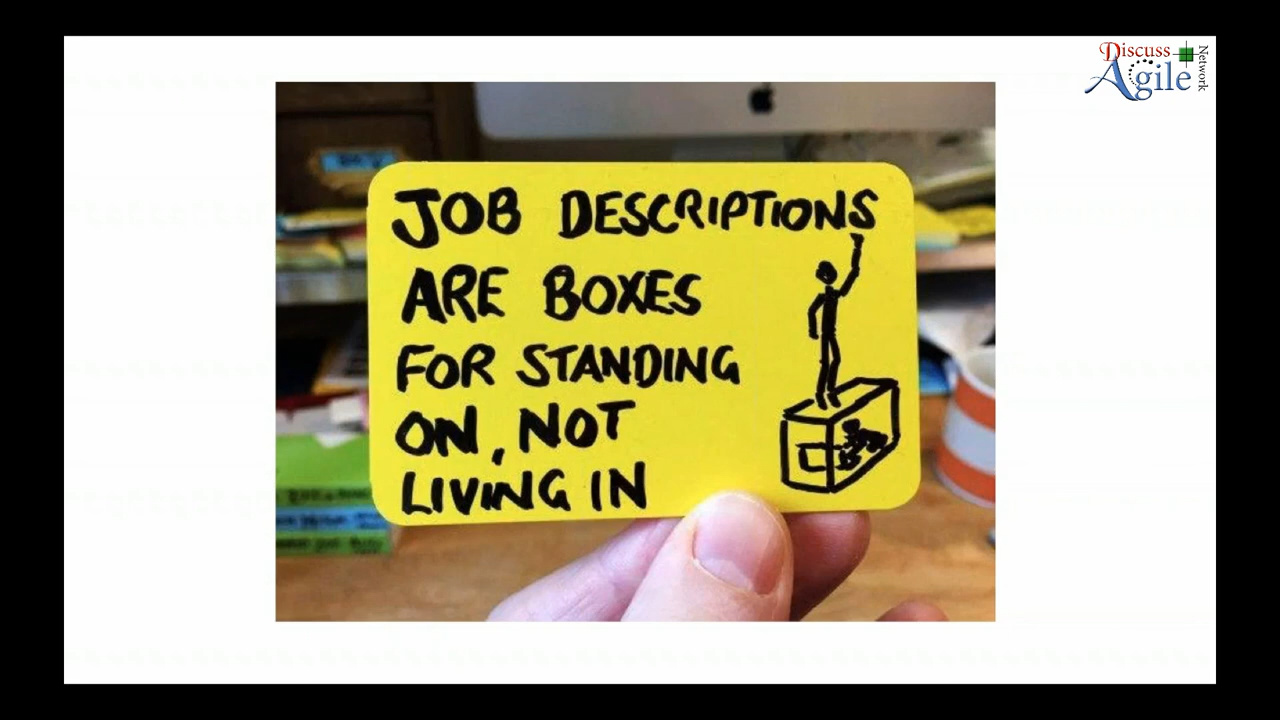 Discuss
Agile
Network
JOB DESCRIPTIONS
ARE BOXES
FOR STANDING
ON, NOT
LIVING IN